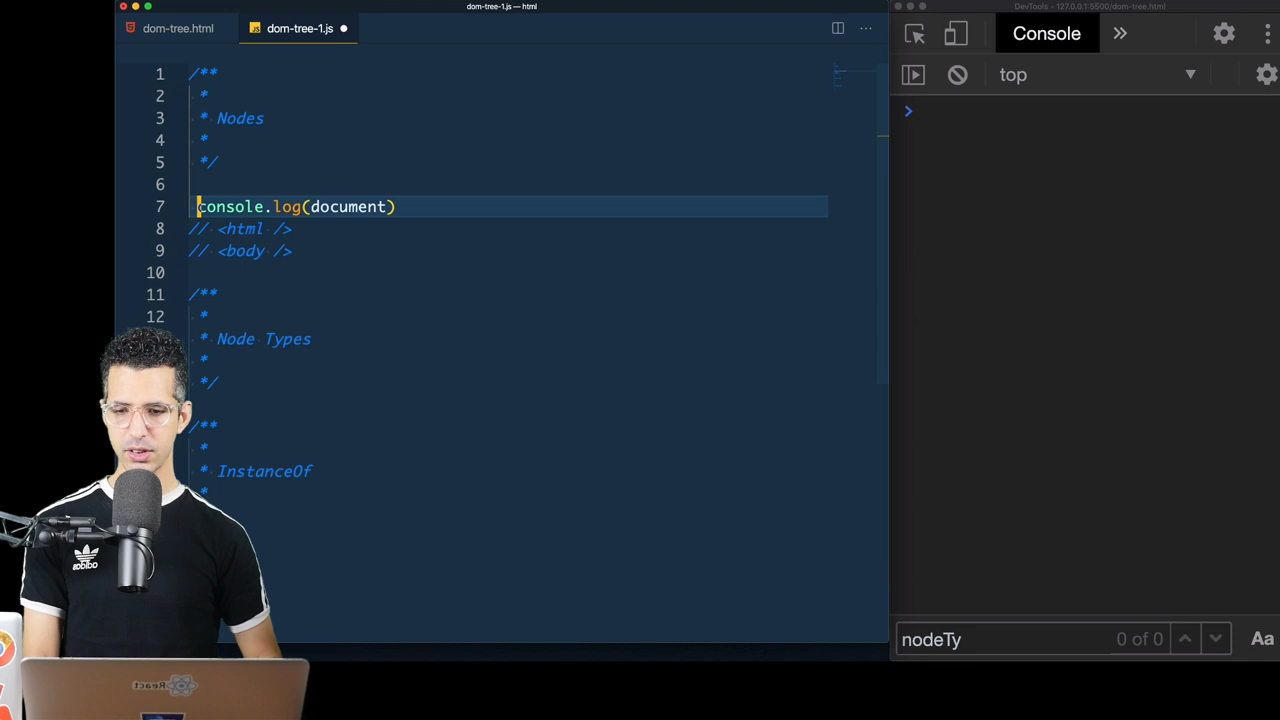 dom-tree-1.js — html
DevTools - 127.0.0.1:5500/dom-tree.html
dom-tree.html
dom-tree-1.js
Console
top
1 /**
2 *
3 * Nodes
4 *
5 */
6
7 console.log(document)
8 // <html />
9 // <body />
10
11 /**
12 *
* Node Types
*
*/
/**
*
* InstanceOf
*
nodeTy
0 of 0
Aa
adidas
React